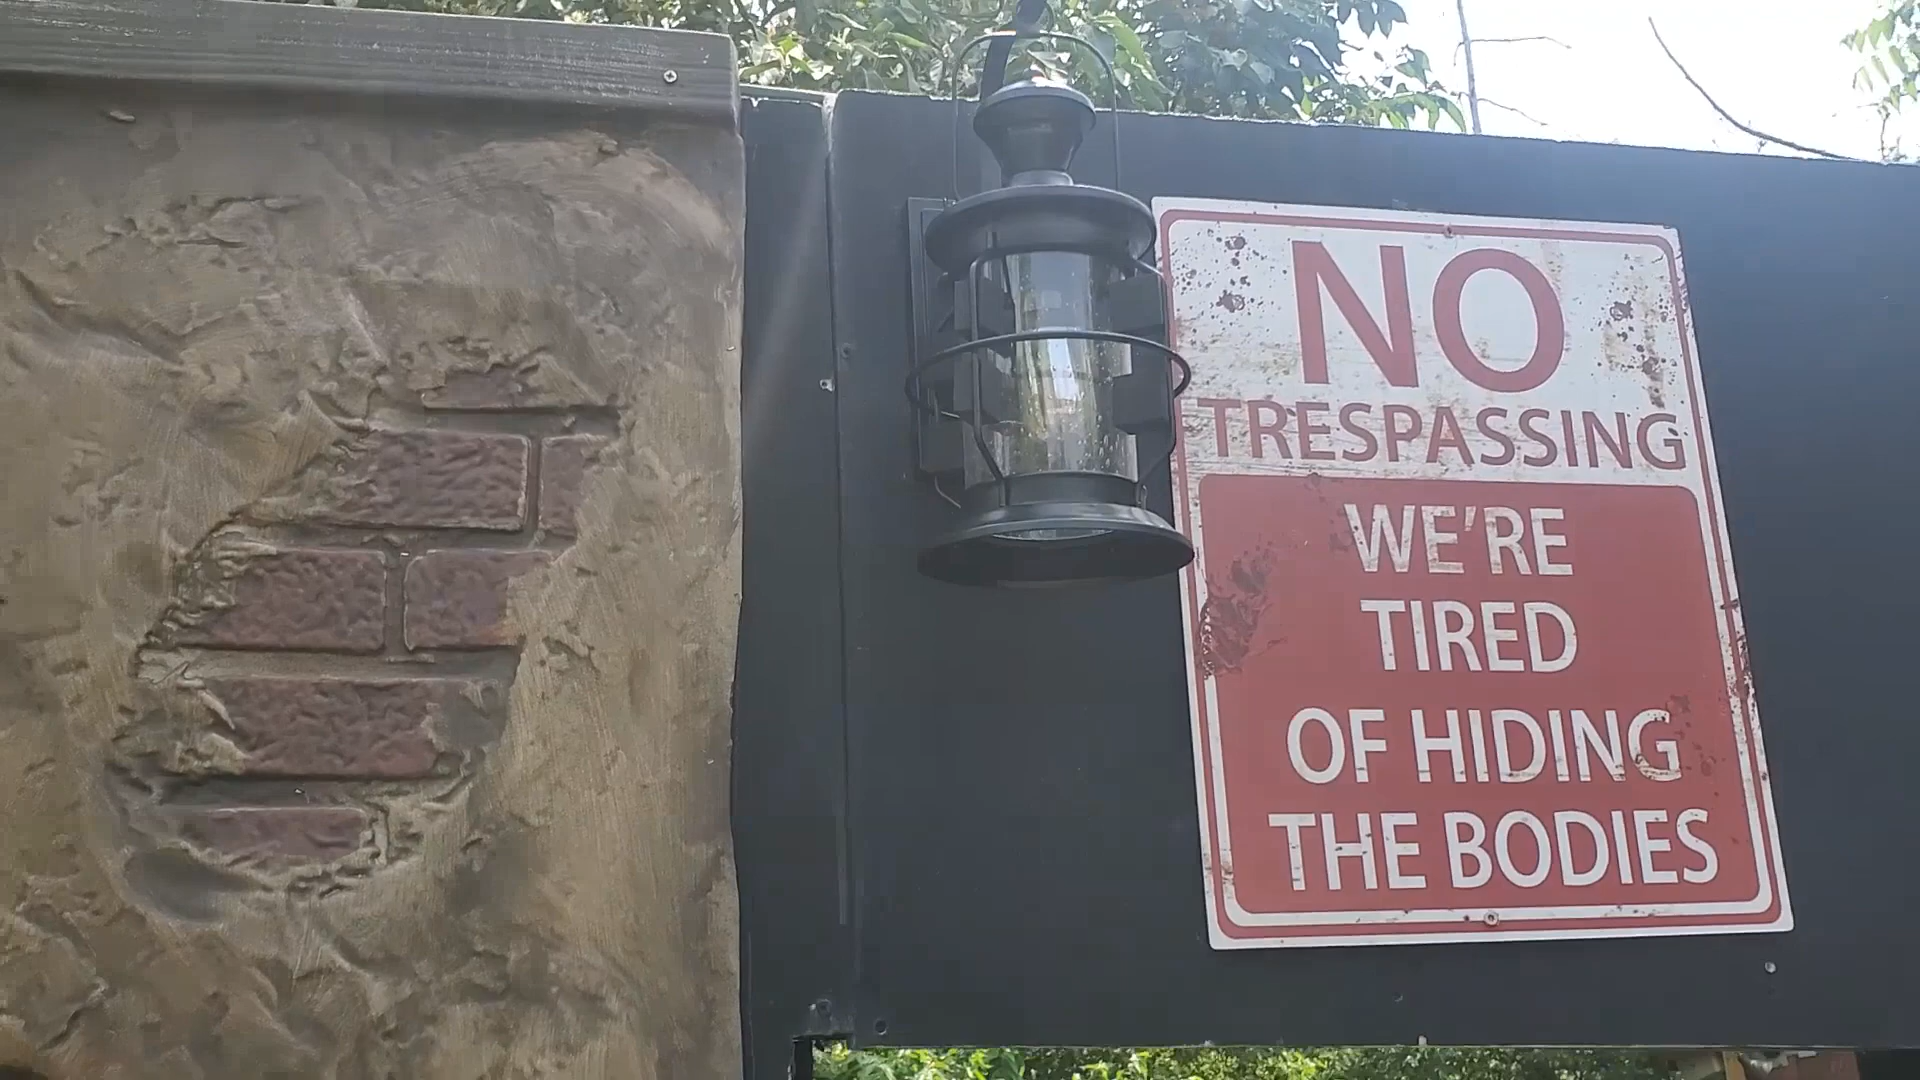 NO
TRESPASSING
WE'RE
TIRED
OF HIDING
THE BODIES